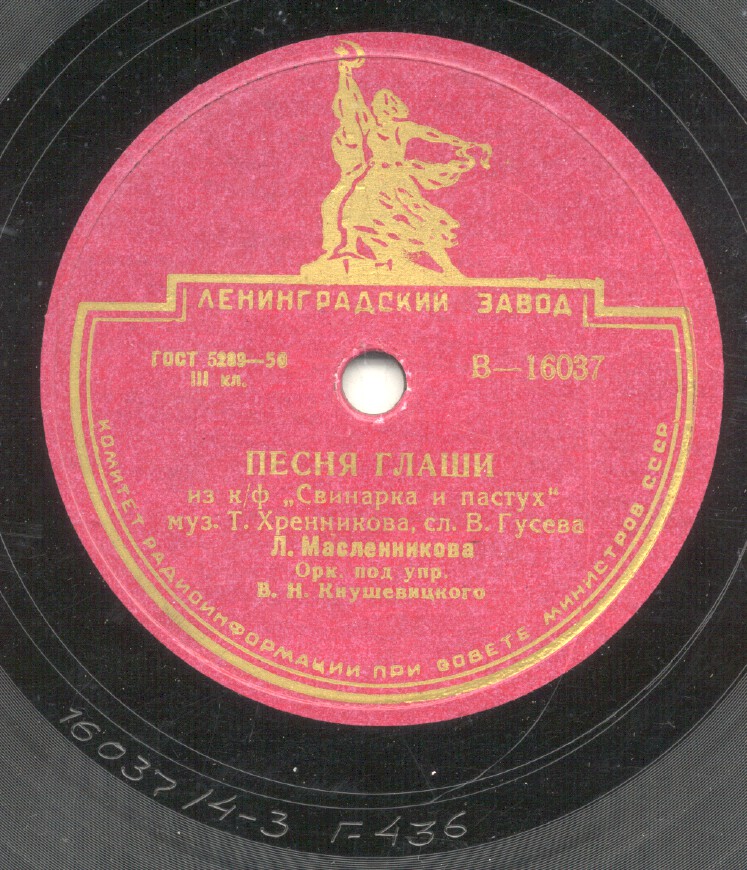 ЛЕНИНГРАДСКИЙ ЗАВОД
ГОСТ 5289—56
III кл.
В—16037
ПЕСНЯ ГЛАШИ
из к/ф „Свинарка и пастух“
муз. Т. Хренникова, сл. В. Гусева
Л. Масленникова
Орк. под упр.
В. Н. Кнушевицкого
КОМИТЕТ РАДИОИНФОРМАЦИИ ПРИ СОВЕТЕ МИНИСТРОВ СССР
16037/4-3 Г-436